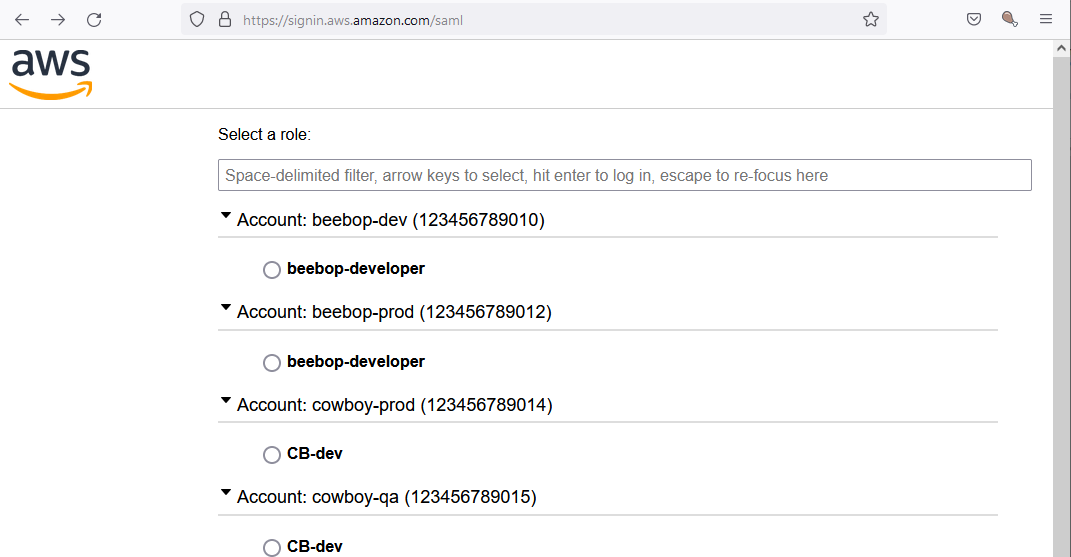 https://signin.aws.amazon.com/saml
aws
Select a role:
Space-delimited filter, arrow keys to select, hit enter to log in, escape to re-focus here
Account: beebop-dev (123456789010)
beebop-developer
Account: beebop-prod (123456789012)
beebop-developer
Account: cowboy-prod (123456789014)
CB-dev
Account: cowboy-qa (123456789015)
CB-dev